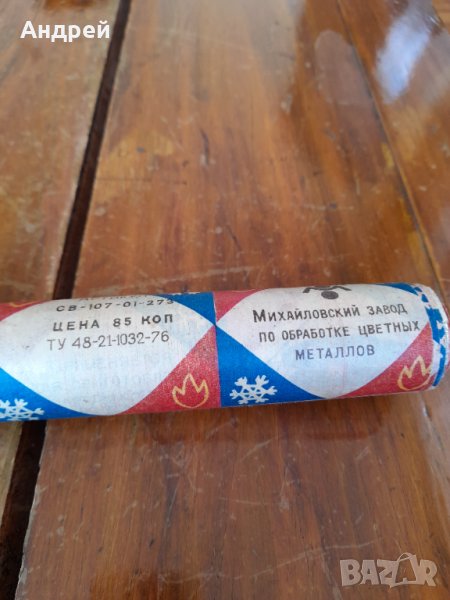 Андрей
СВ-107-01-273
ЦЕНА 85 КОП
ТУ 48-21-1032-76
МИХАЙЛОВСКИЙ ЗАВОД
ПО ОБРАБОТКЕ ЦВЕТНЫХ
МЕТАЛЛОВ
BAZAR